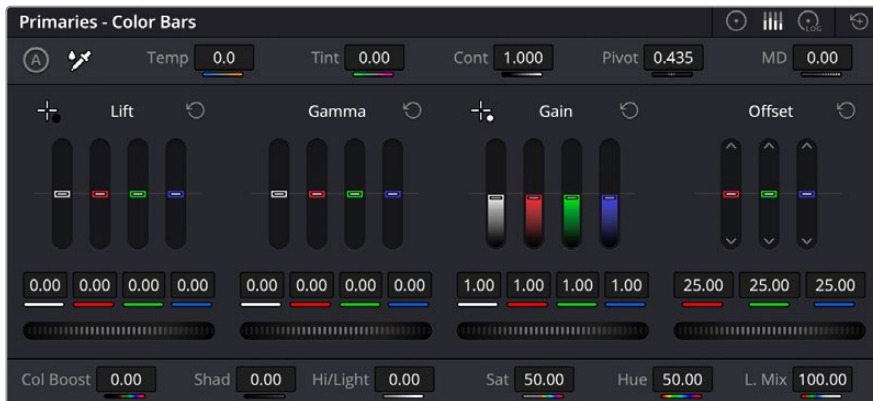 Primaries - Color Bars
LOG
A Temp 0.0 Tint 0.00 Cont 1.000 Pivot 0.435 MD 0.00
Lift Gamma Gain Offset
0.00 0.00 0.00 0.00 0.00 0.00 0.00 0.00 1.00 1.00 1.00 1.00 25.00 25.00 25.00
Col Boost 0.00 Shad 0.00 Hi/Light 0.00 Sat 50.00 Hue 50.00 L. Mix 100.00